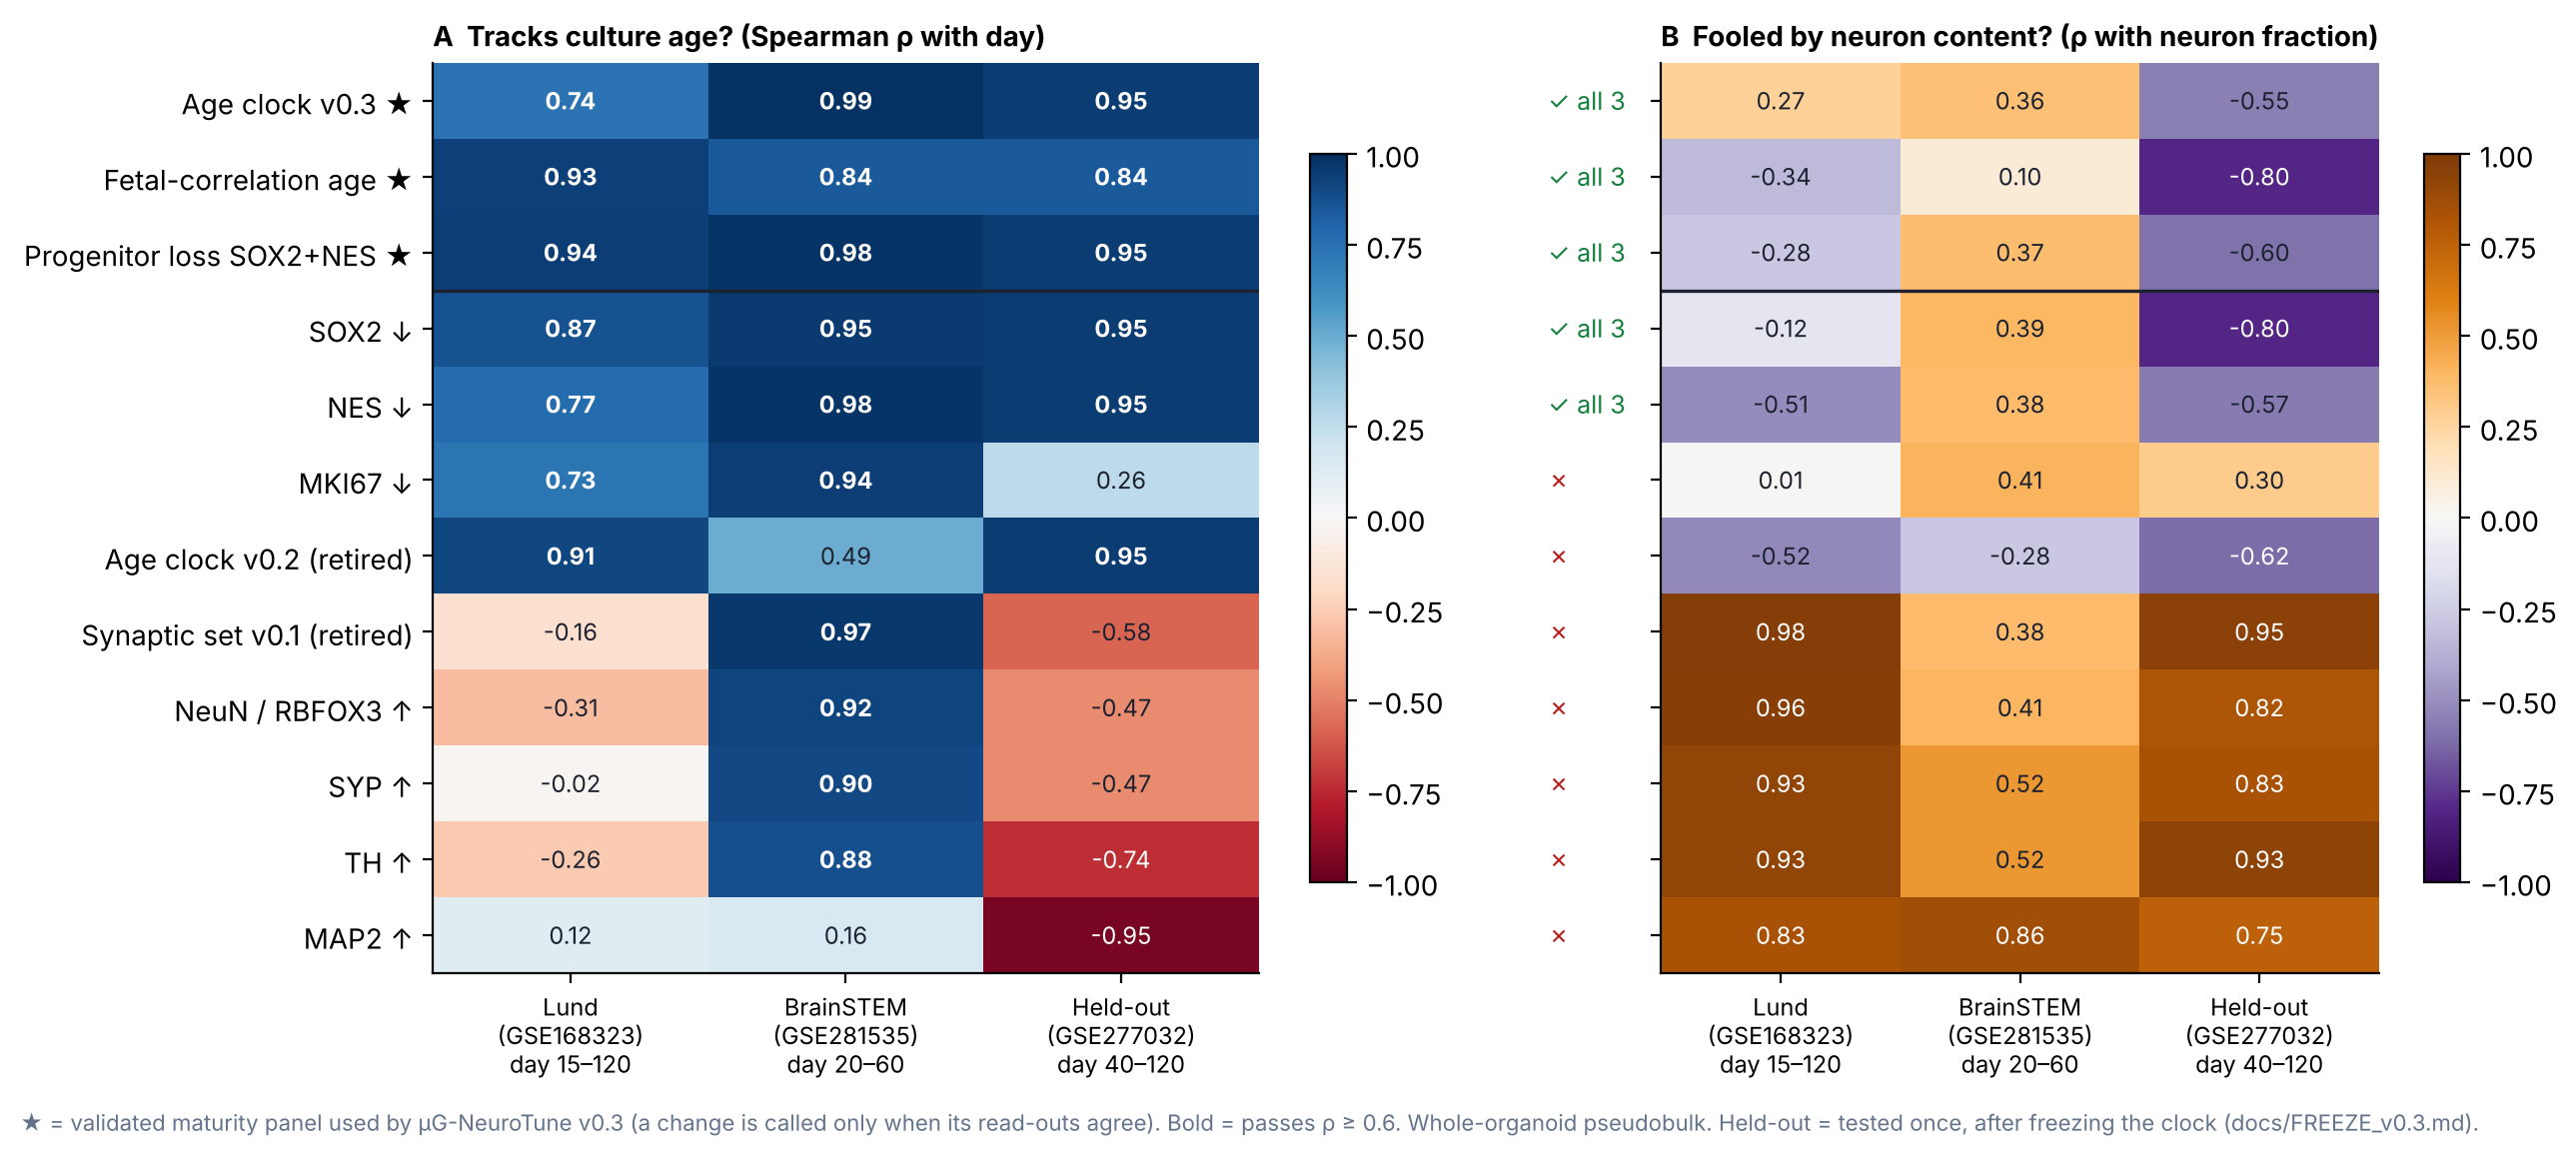 A Tracks culture age? (Spearman ρ with day)
B Fooled by neuron content? (ρ with neuron fraction)
Age clock v0.3 ★ 0.74 0.99 0.95 ✓ all 3 0.27 0.36 -0.55
Fetal-correlation age ★ 0.93 0.84 0.84 ✓ all 3 -0.34 0.10 -0.80
Progenitor loss SOX2+NES ★ 0.94 0.98 0.95 ✓ all 3 -0.28 0.37 -0.60
SOX2 ↓ 0.87 0.95 0.95 ✓ all 3 -0.12 0.39 -0.80
NES ↓ 0.77 0.98 0.95 ✓ all 3 -0.51 0.38 -0.57
MKI67 ↓ 0.73 0.94 0.26 × 0.01 0.41 0.30
Age clock v0.2 (retired) 0.91 0.49 0.95 × -0.52 -0.28 -0.62
Synaptic set v0.1 (retired) -0.16 0.97 -0.58 × 0.98 0.38 0.95
NeuN / RBFOX3 ↑ -0.31 0.92 -0.47 × 0.96 0.41 0.82
SYP ↑ -0.02 0.90 -0.47 × 0.93 0.52 0.83
TH ↑ -0.26 0.88 -0.74 × 0.93 0.52 0.93
MAP2 ↑ 0.12 0.16 -0.95 × 0.83 0.86 0.75
1.00
0.75
0.50
0.25
0.00
−0.25
−0.50
−0.75
−1.00
1.00
0.75
0.50
0.25
0.00
−0.25
−0.50
−0.75
−1.00
Lund
(GSE168323)
day 15–120
BrainSTEM
(GSE281535)
day 20–60
Held-out
(GSE277032)
day 40–120
Lund
(GSE168323)
day 15–120
BrainSTEM
(GSE281535)
day 20–60
Held-out
(GSE277032)
day 40–120
★ = validated maturity panel used by µG-NeuroTune v0.3 (a change is called only when its read-outs agree). Bold = passes ρ ≥ 0.6. Whole-organoid pseudobulk. Held-out = tested once, after freezing the clock (docs/FREEZE_v0.3.md).